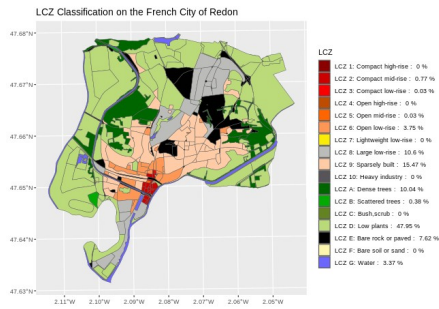 LCZ Classification on the French City of Redon
47.68°N
47.67°N
47.66°N
47.65°N
47.64°N
47.63°N
2.11°W
2.10°W
2.09°W
2.08°W
2.07°W
2.06°W
2.05°W
LCZ
LCZ 1: Compact high-rise : 0 %
LCZ 2: Compact mid-rise : 0.77 %
LCZ 3: Compact low-rise : 0.03 %
LCZ 4: Open high-rise : 0 %
LCZ 5: Open mid-rise : 0.03 %
LCZ 6: Open low-rise : 3.75 %
LCZ 7: Lightweight low-rise : 0 %
LCZ 8: Large low-rise : 10.6 %
LCZ 9: Sparsely built : 15.47 %
LCZ 10: Heavy industry : 0 %
LCZ A: Dense trees : 10.04 %
LCZ B: Scattered trees : 0.38 %
LCZ C: Bush,scrub : 0 %
LCZ D: Low plants : 47.95 %
LCZ E: Bare rock or paved : 7.62 %
LCZ F: Bare soil or sand : 0 %
LCZ G: Water : 3.37 %